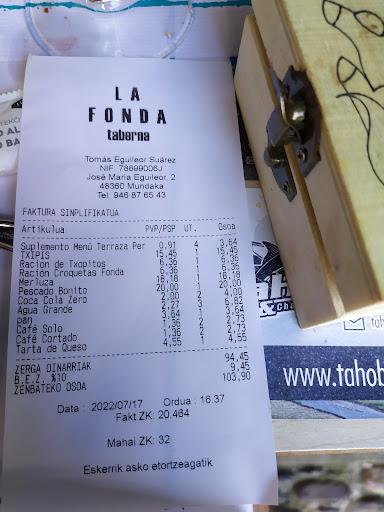 LA
FONDA
taberna
Tomás Eguileor Suárez
NIF: 78899006J
José María Eguileor, 2
48360 Mundaka
Tel: 946 87 65 43
FAKTURA SINPLIFIKATUA
Artikulua PVP/PSP UT. Osoa
Suplemento Menú Terraza Per 0,91 4 3,64
TXIPIS 15,45 1 15,45
Racion de Txopitos 6,36 1 6,36
Ración Croquetas Fonda 6,36 1 6,36
Merluza 18,18 1 18,18
Pescado Bonito 20,00 1 20,00
Coca Cola Zero 2,00 2 4,00
Agua Grande 2,27 3 6,82
pan 3,64 1 3,64
Café Solo 1,36 2 2,73
Café Cortado 1,36 2 2,73
Tarta de Queso 4,55 1 4,55
ZERGA DINARRIAK 94,45
B.E.Z. %10 9,45
ZENBATEKO OSOA 103,90
Data : 2022/07/17 Ordua : 16:37
Fakt ZK: 20.464
Mahai ZK: 32
Eskerrik asko etortzeagatik
www.tahob